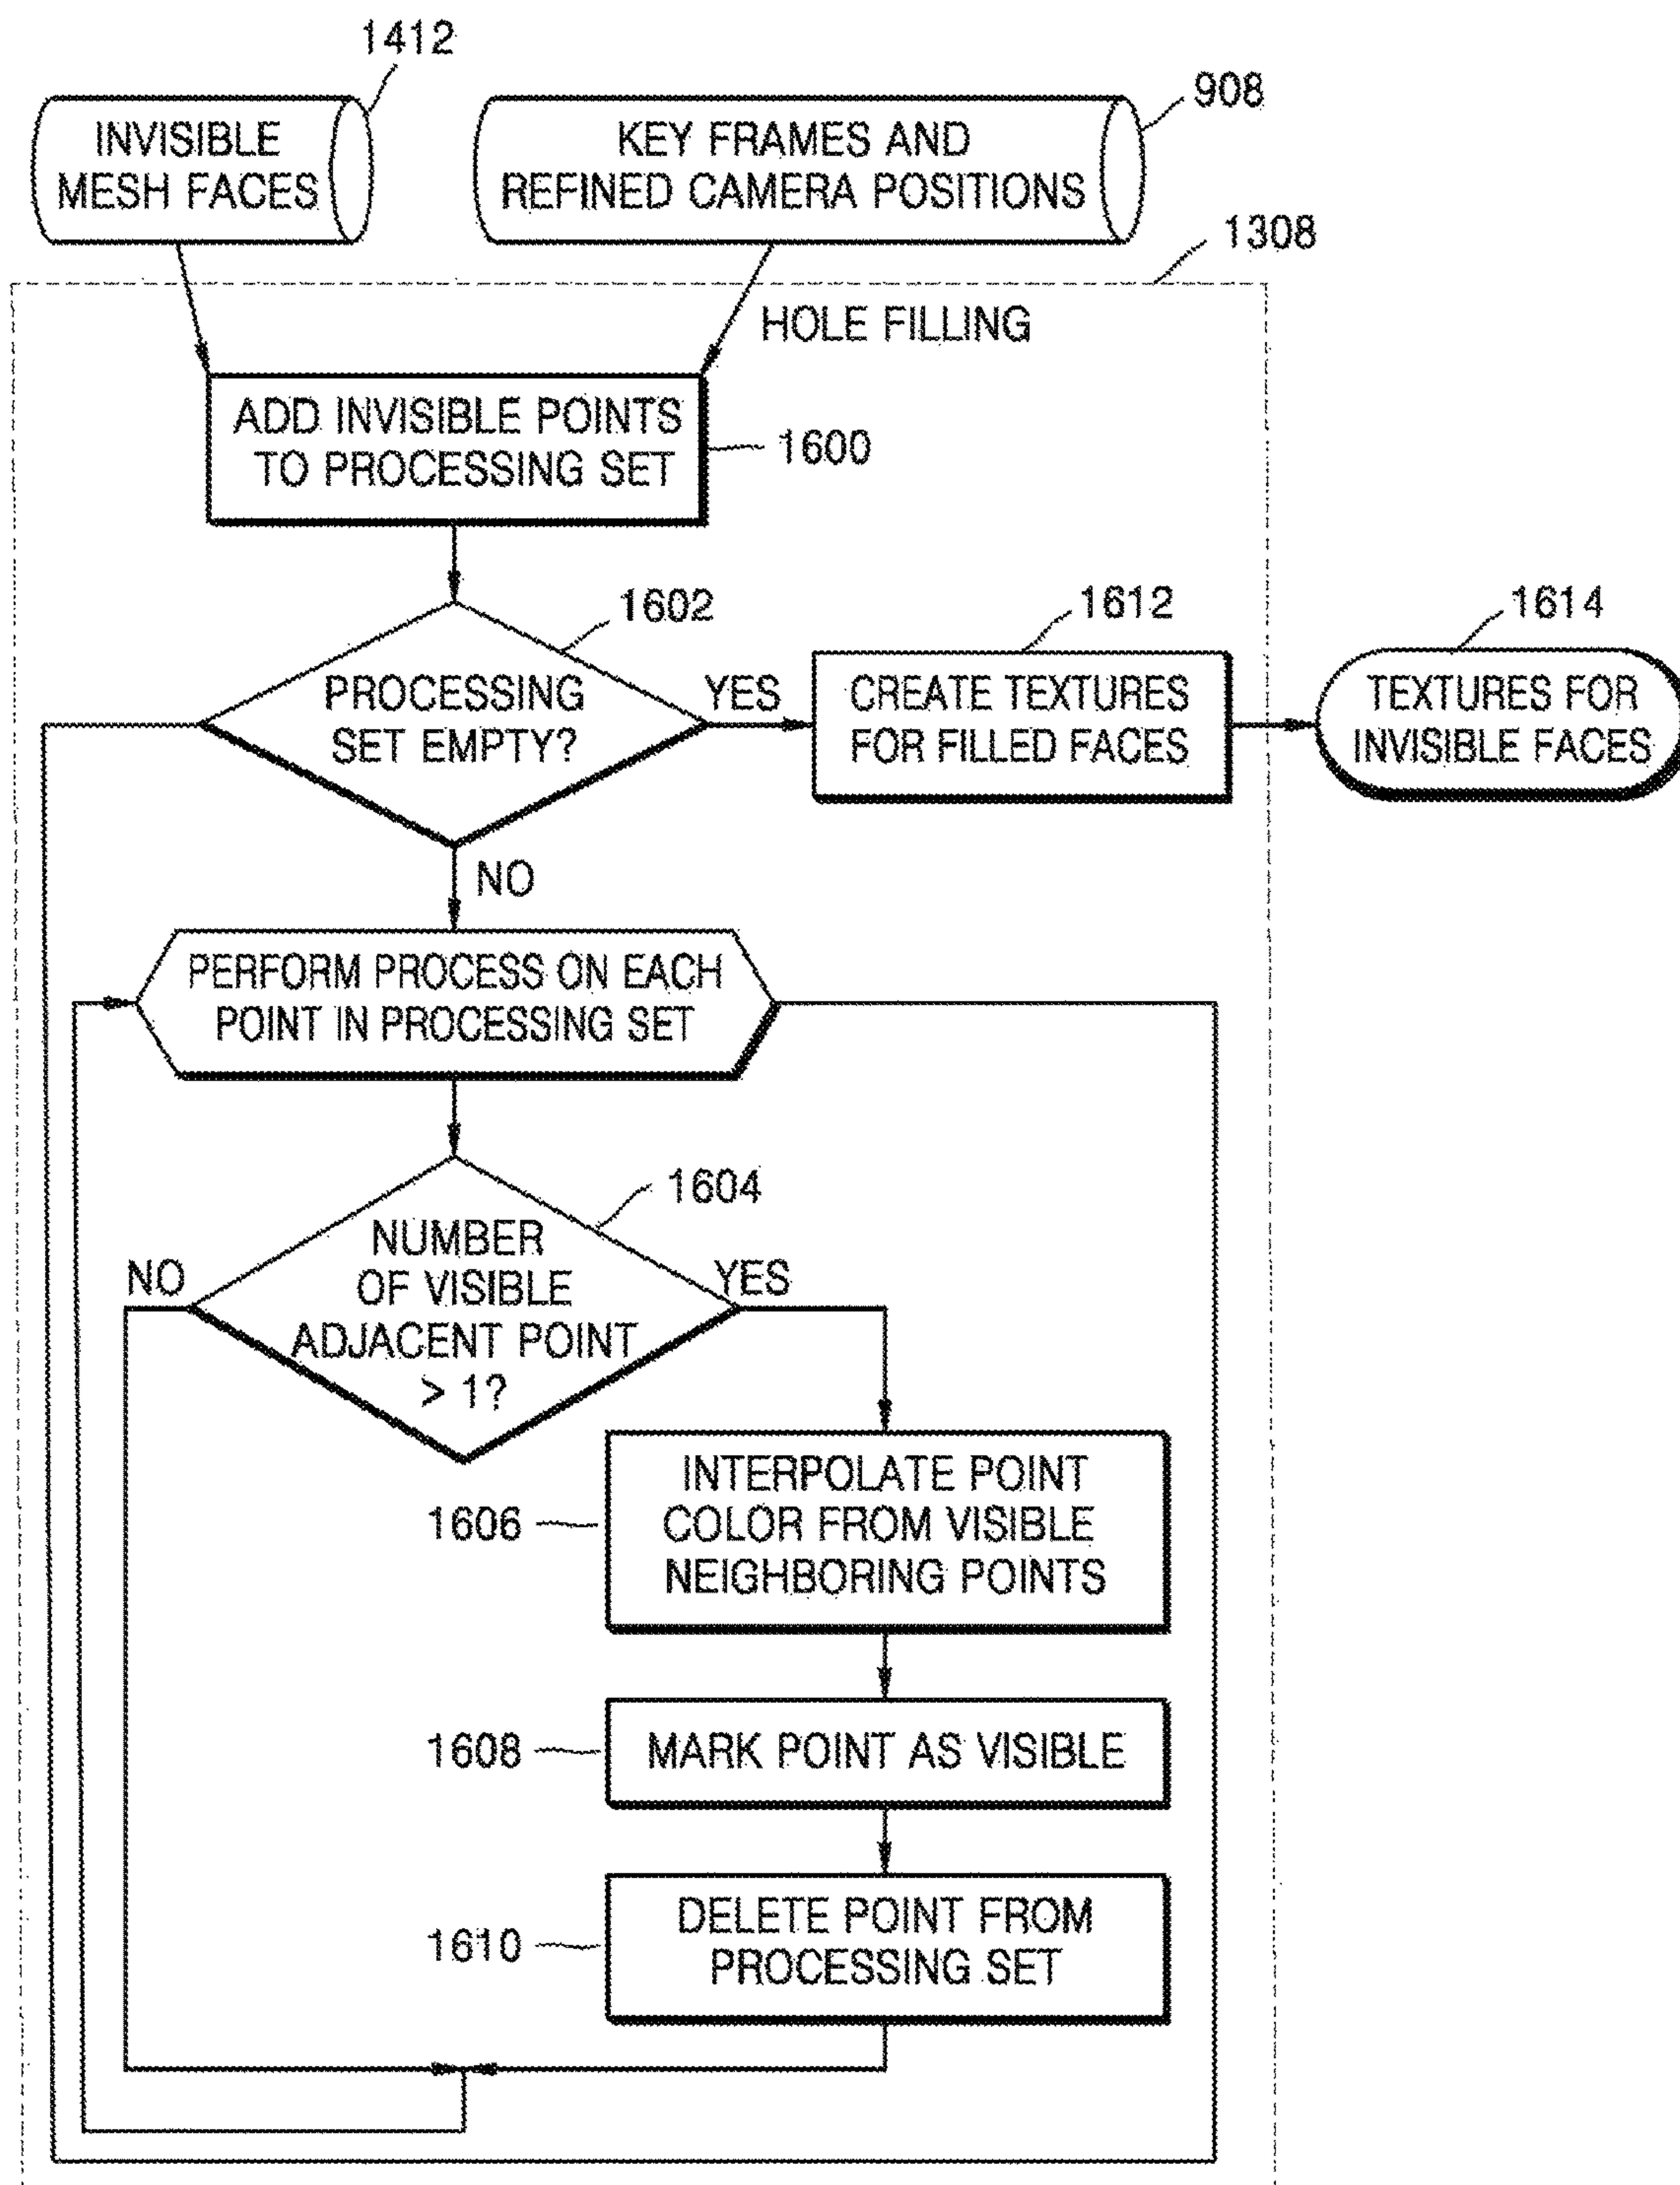 1412
INVISIBLE
MESH FACES
908
KEY FRAMES AND
REFINED CAMERA POSITIONS
1308
HOLE FILLING
ADD INVISIBLE POINTS
TO PROCESSING SET
1600
1602
PROCESSING
SET EMPTY?
YES
1612
CREATE TEXTURES
FOR FILLED FACES
1614
TEXTURES FOR
INVISIBLE FACES
NO
PERFORM PROCESS ON EACH
POINT IN PROCESSING SET
1604
NUMBER
OF VISIBLE
ADJACENT POINT
> 1?
NO
YES
1606
INTERPOLATE POINT
COLOR FROM VISIBLE
NEIGHBORING POINTS
1608
MARK POINT AS VISIBLE
1610
DELETE POINT FROM
PROCESSING SET